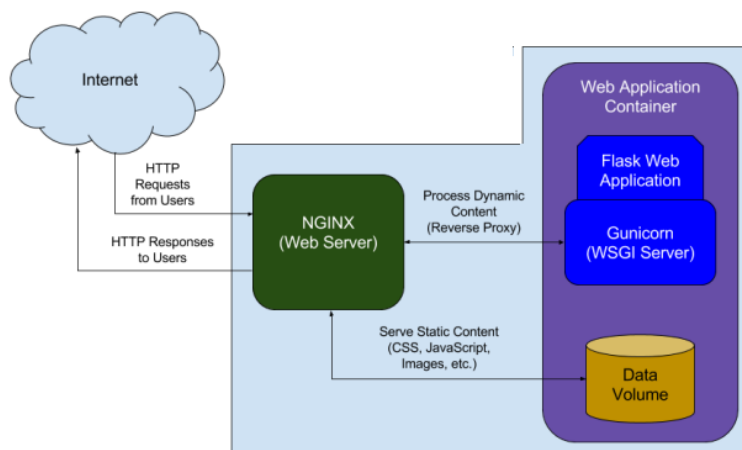 Internet
Web Application
Container
Flask Web
Application
HTTP
Requests
from Users
Process Dynamic
Content
(Reverse Proxy)
NGINX
(Web Server)
Gunicorn
(WSGI Server)
HTTP Responses
to Users
Serve Static Content
(CSS, JavaScript,
Images, etc.)
Data
Volume